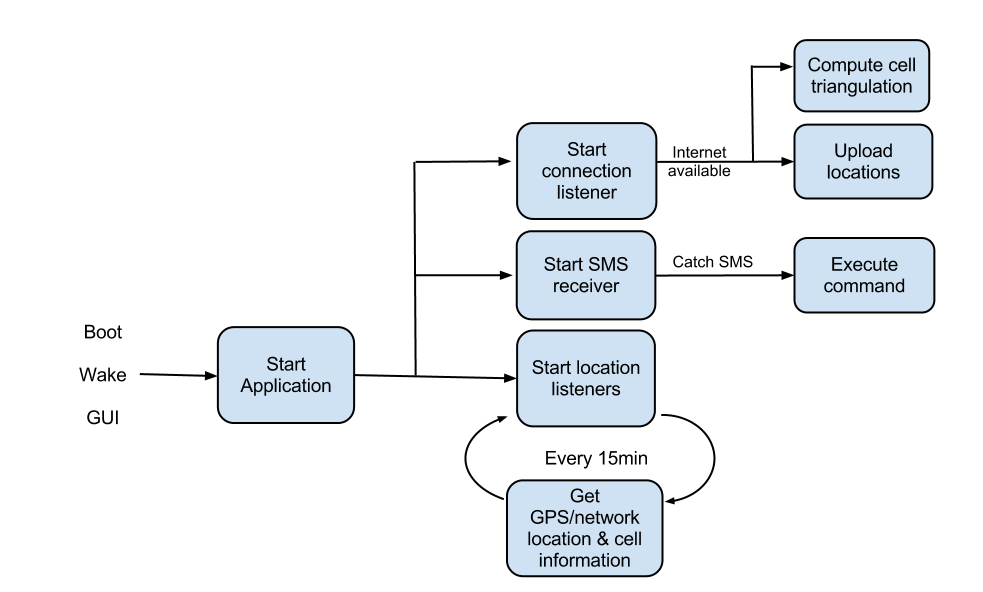 Compute cell
triangulation
Start
connection
listener
Internet
available
Upload
locations
Start SMS
receiver
Catch SMS
Execute
command
Boot
Wake
GUI
Start
Application
Start location
listeners
Every 15min
Get
GPS/network
location & cell
information